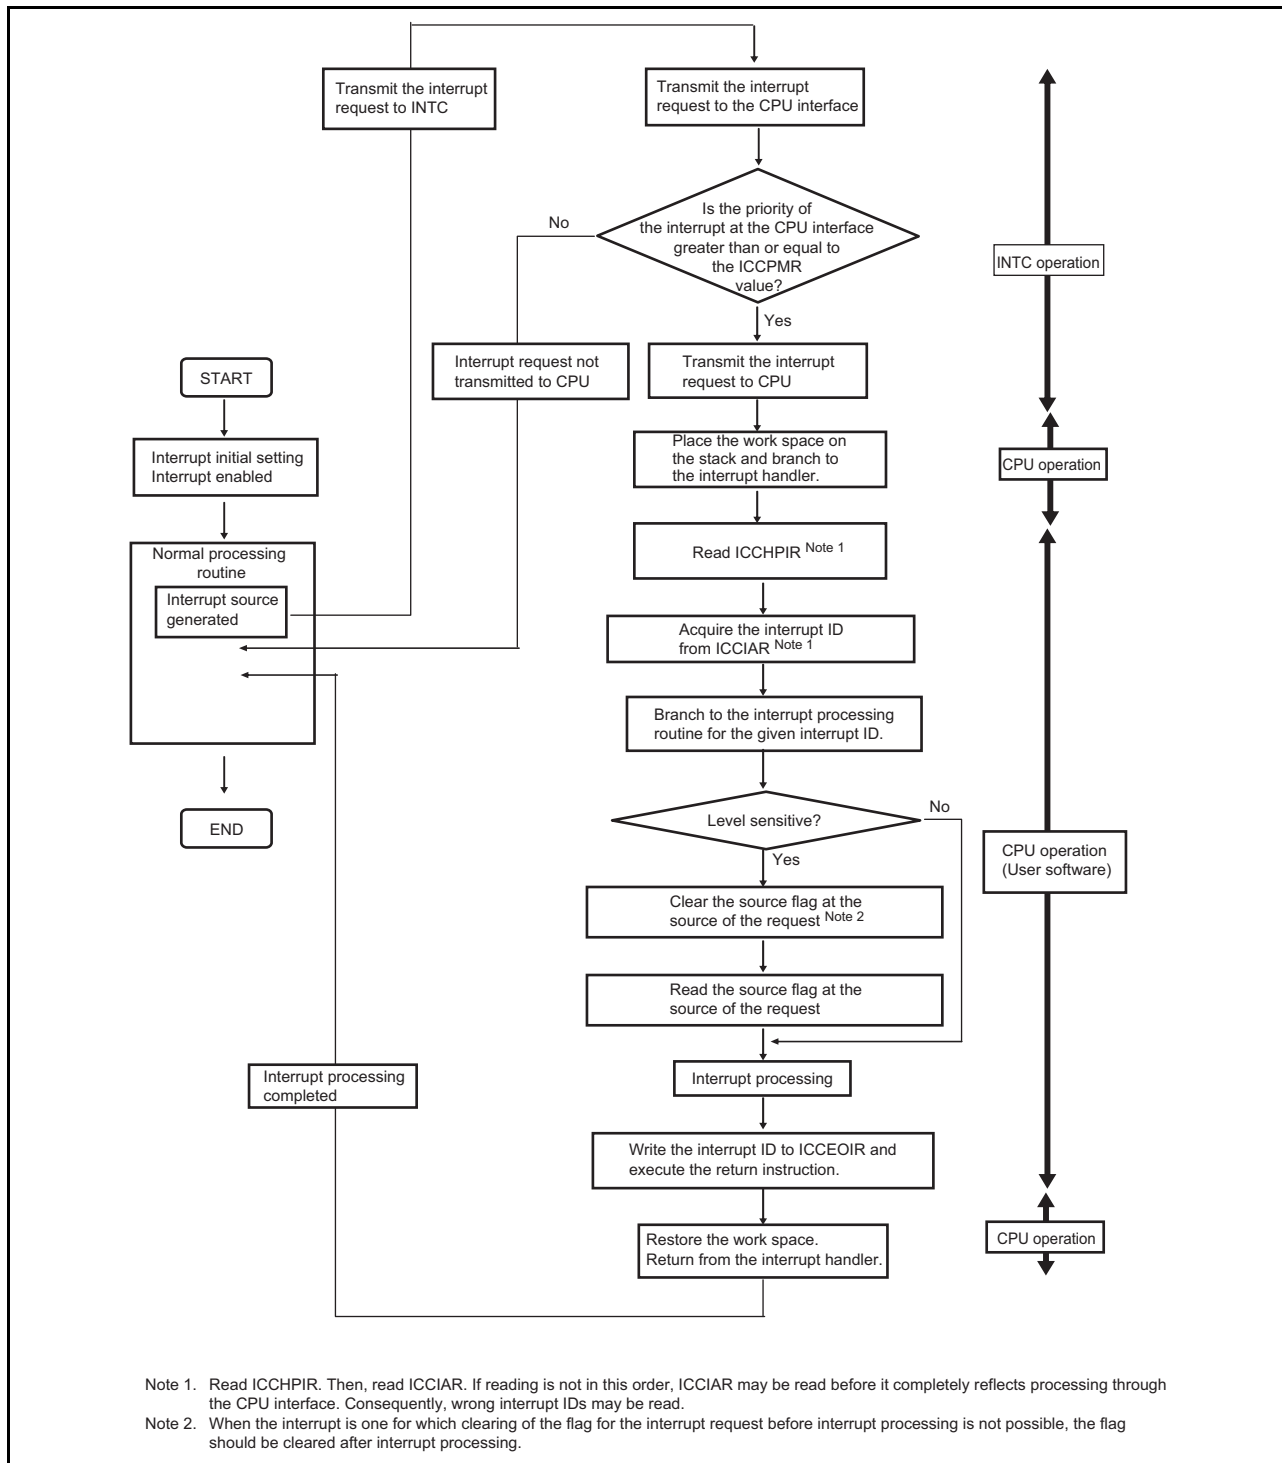 Transmit the interrupt
request to INTC
Transmit the interrupt
request to the CPU interface
Is the priority of
the interrupt at the CPU interface
greater than or equal to
the ICCPMR
value?
No
Yes
INTC operation
Interrupt request not
transmitted to CPU
Transmit the interrupt
request to CPU
START
Interrupt initial setting
Interrupt enabled
Place the work space on
the stack and branch to
the interrupt handler.
CPU operation
Normal processing
routine
Interrupt source
generated
Read ICCHPIR Note 1
Acquire the interrupt ID
from ICCIAR Note 1
Branch to the interrupt processing
routine for the given interrupt ID.
END
Level sensitive?
No
Yes
CPU operation
(User software)
Clear the source flag at the
source of the request Note 2
Read the source flag at the
source of the request
Interrupt processing
completed
Interrupt processing
Write the interrupt ID to ICCEOIR and
execute the return instruction.
Restore the work space.
Return from the interrupt handler.
CPU operation
Note 1. Read ICCHPIR. Then, read ICCIAR. If reading is not in this order, ICCIAR may be read before it completely reflects processing through
the CPU interface. Consequently, wrong interrupt IDs may be read.
Note 2. When the interrupt is one for which clearing of the flag for the interrupt request before interrupt processing is not possible, the flag
should be cleared after interrupt processing.